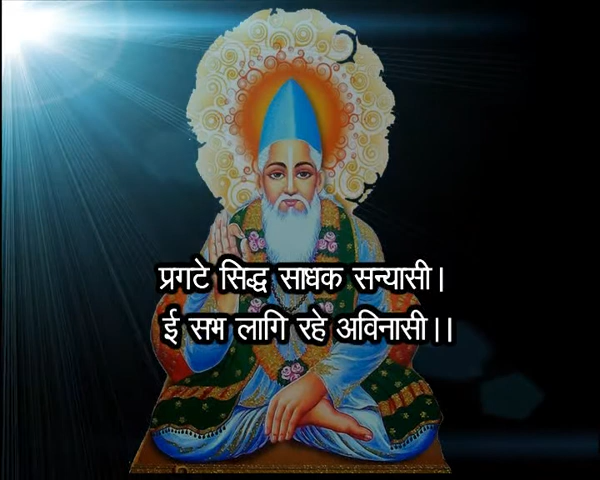 प्रगटे सिद्ध साधक सन्यासी।
ई सभ लागि रहे अविनासी।।